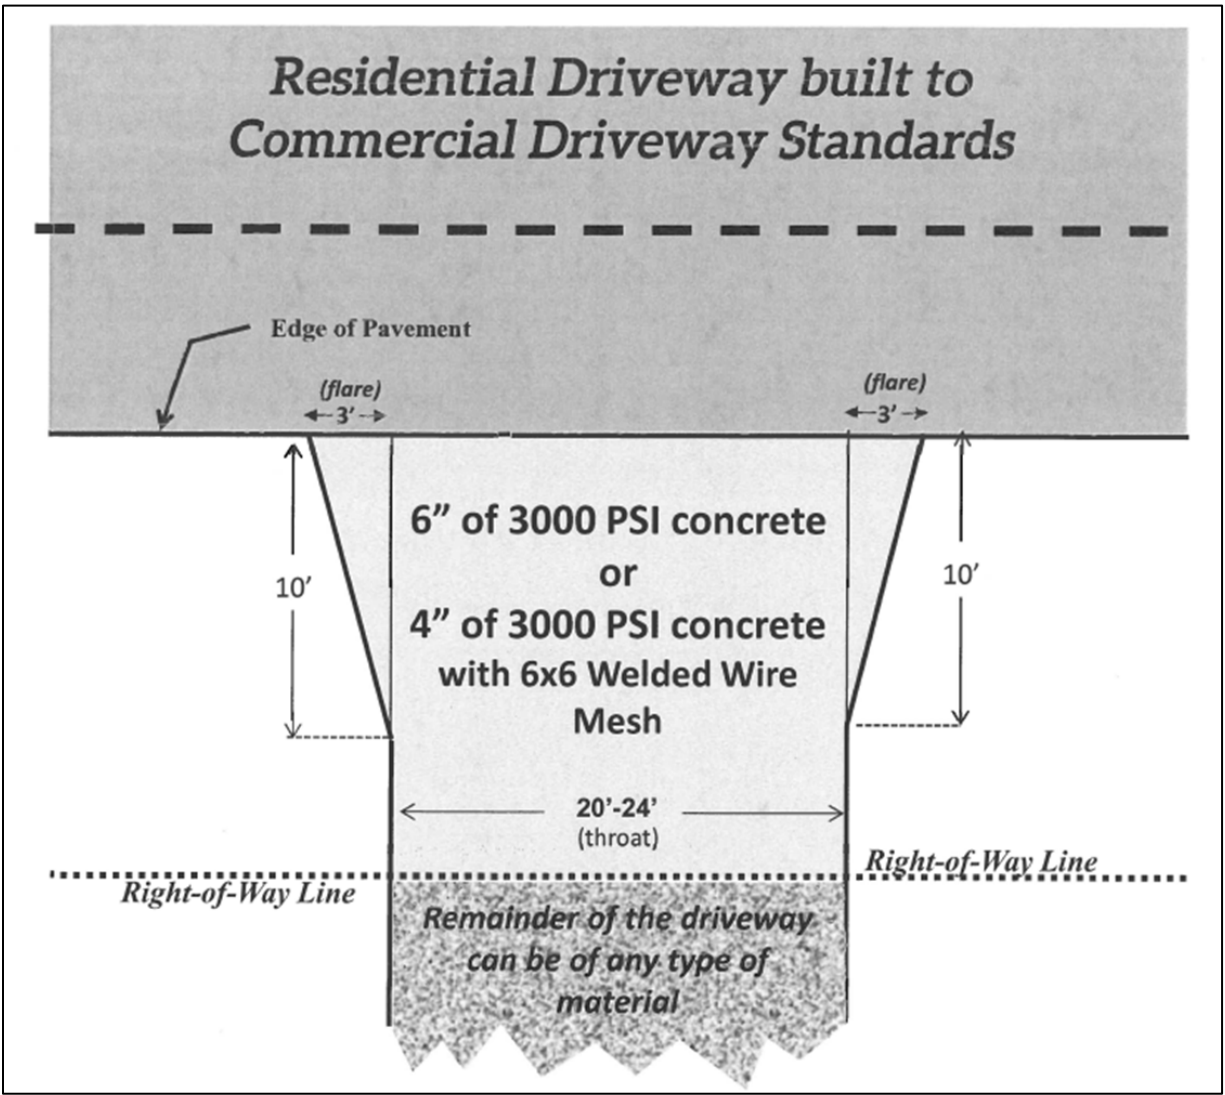 Residential Driveway built to
Commercial Driveway Standards
Edge of Pavement
(flare)
3’
(flare)
3’
6” of 3000 PSI concrete
or
4” of 3000 PSI concrete
with 6x6 Welded Wire
Mesh
10’
10’
20’-24’
(throat)
Right-of-Way Line
Right-of-Way Line
Remainder of the driveway
can be of any type of
material